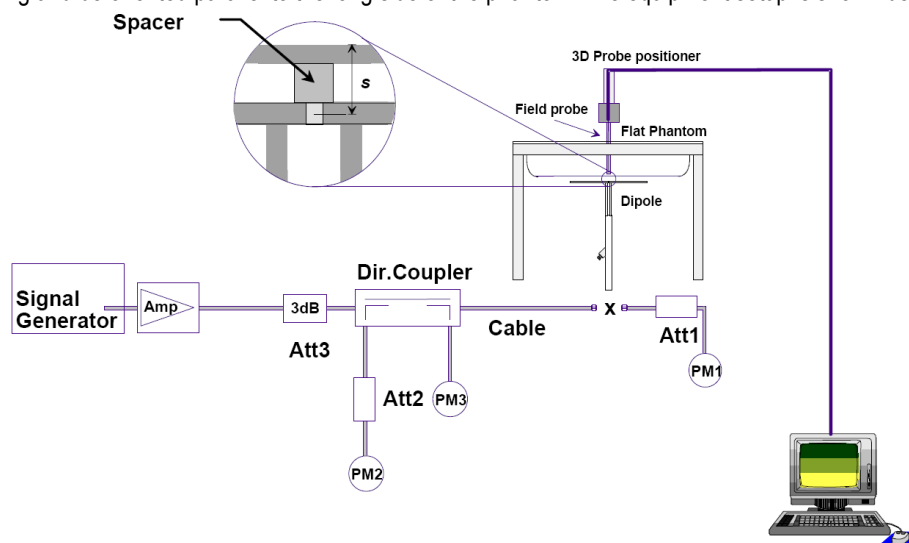 Spacer
s
3D Probe positioner
Field probe
Flat Phantom
Dipole
Signal
Generator
Amp
3dB
Att3
Dir.Coupler
Cable
x
Att1
PM1
Att2
PM3
PM2